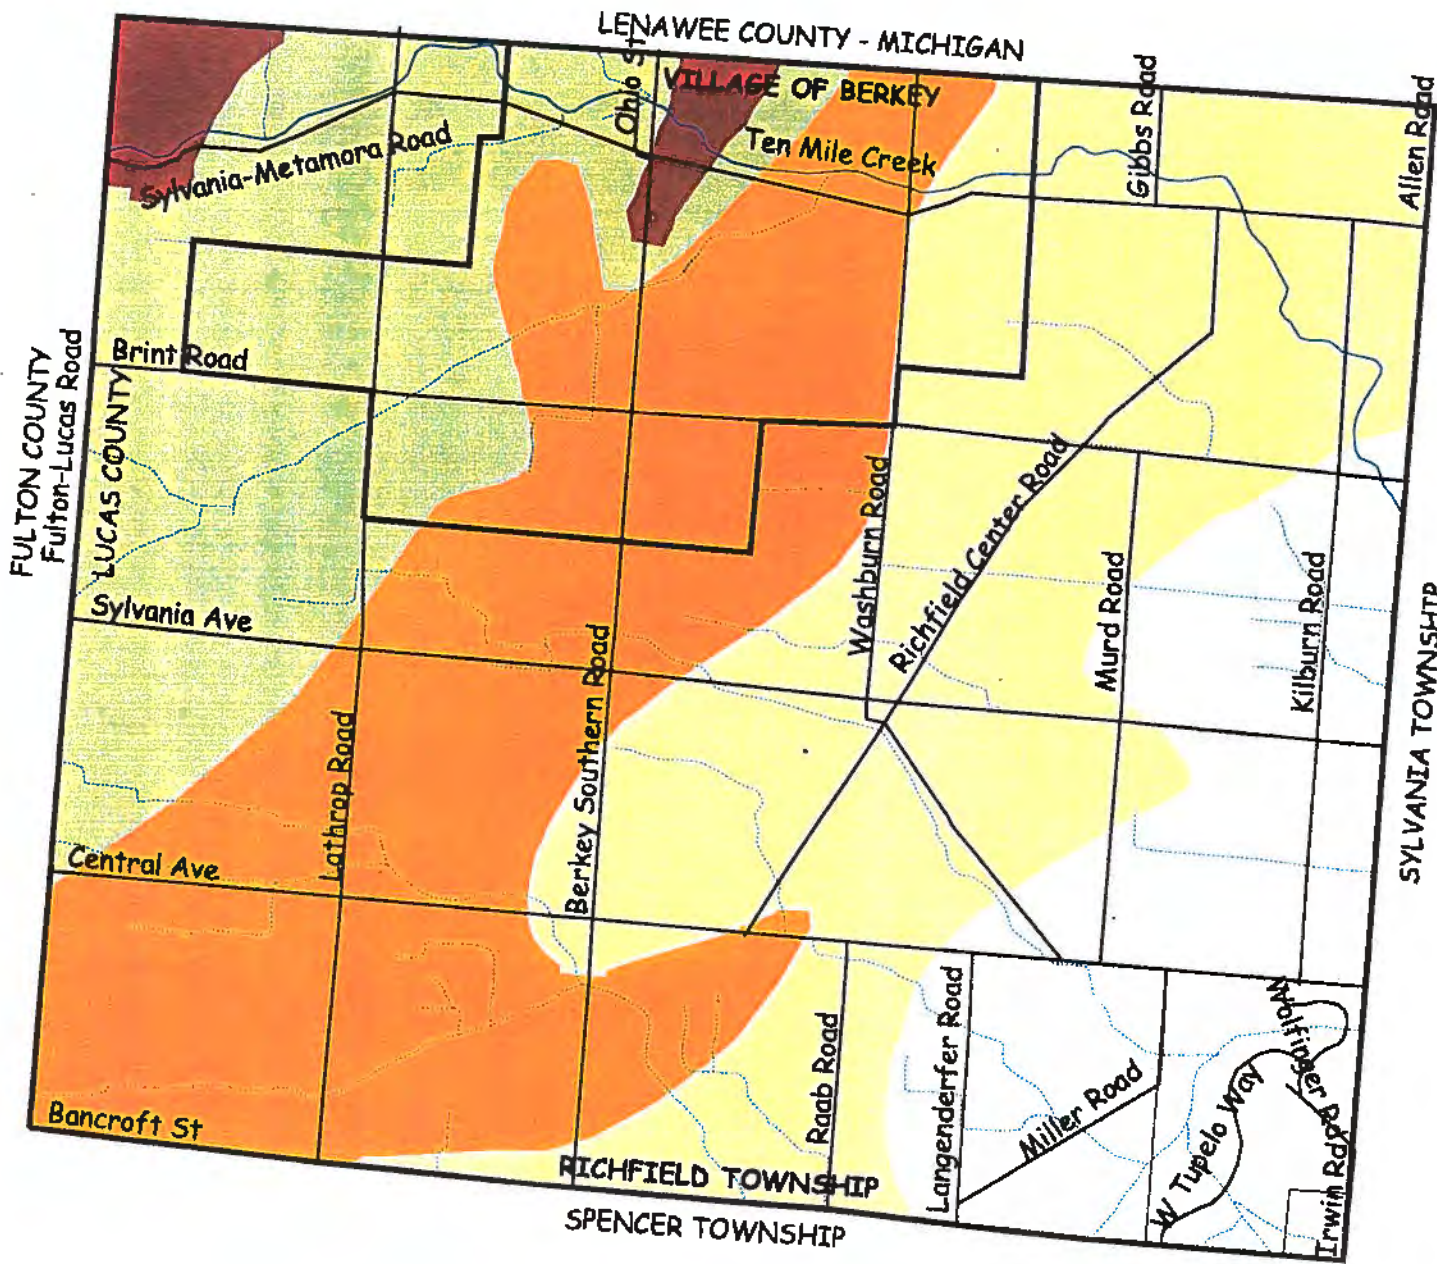 LENAWEE COUNTY - MICHIGAN
VILLAGE OF BERKEY
Ohio St
Ten Mile Creek
Gibbs Road
Allen Road
Sylvania-Metamora Road
Brint Road
FULTON COUNTY
Fulton-Lucas Road
LUCAS COUNTY
Washburn Road
Richfield Center Road
Murd Road
Kilburn Road
Sylvania Ave
SYLVANIA TOWNSHIP
Lathrop Road
Berkey Southern Road
Central Ave
Raab Road
Langenderfer Road
Miller Road
W Tupelo Way
Wolfinger Rd
Irwin Rd
Bancroft St
RICHFIELD TOWNSHIP
SPENCER TOWNSHIP